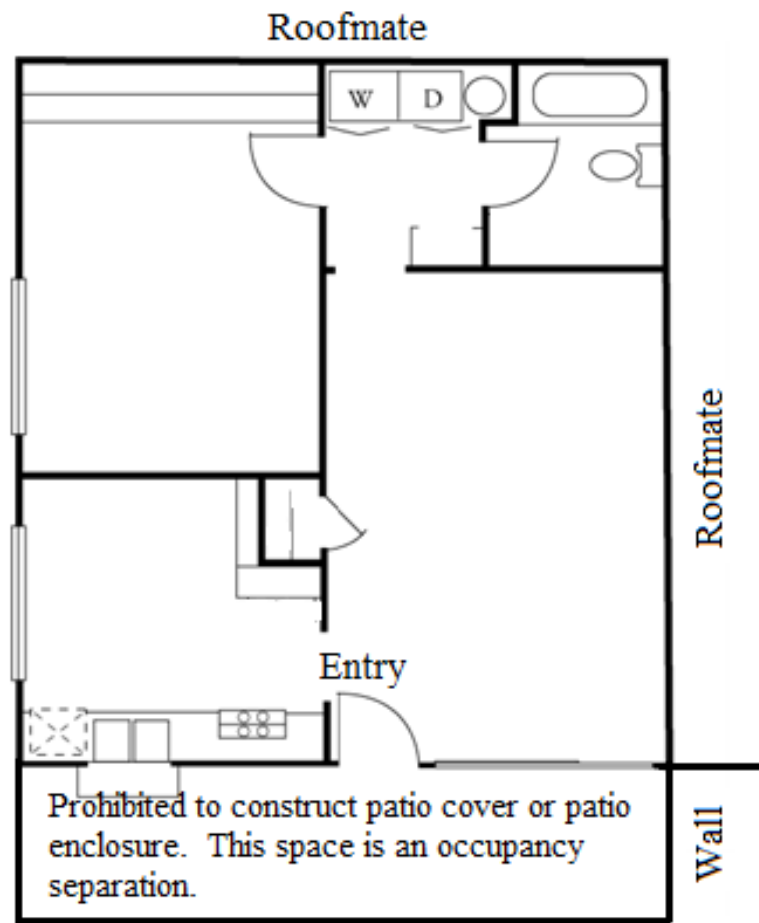 Roofmate
W D
Roofmate
Entry
Prohibited to construct patio cover or patio
enclosure. This space is an occupancy
separation.
Wall